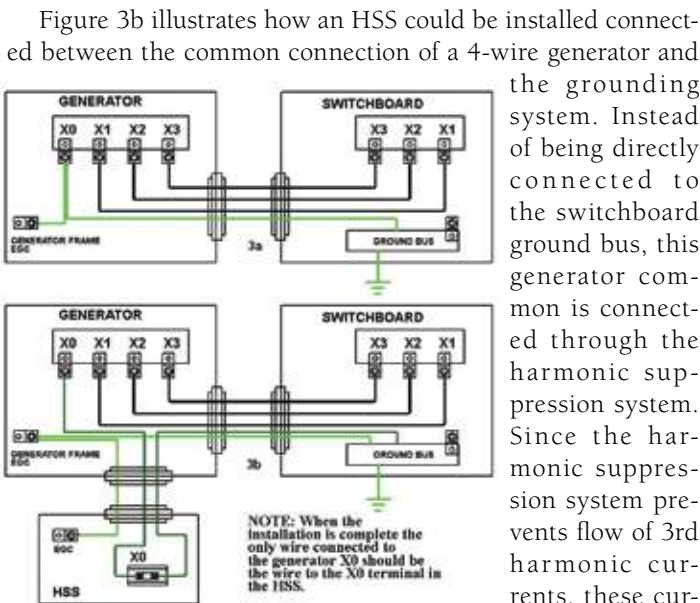 Figure 3b illustrates how an HSS could be installed connect-
ed between the common connection of a 4-wire generator and
the grounding
system. Instead
of being directly
connected to
the switchboard
ground bus, this
generator com-
mon is connect-
ed through the
harmonic sup-
pression system.
Since the har-
monic suppres-
sion system pre-
vents flow of 3rd
harmonic cur-
rents, these cur-
GENERATOR
X0 X1 X2 X3
GENERATOR FRAME
EGC
SWITCHBOARD
X3 X2 X1
GROUND BUS
3a
GENERATOR
X0 X1 X2 X3
GENERATOR FRAME
EGC
SWITCHBOARD
X3 X2 X1
GROUND BUS
3b
EGC
X0
HSS
NOTE: When the
installation is complete the
only wire connected to
the generator X0 should be
the wire to the X0 terminal in
the HSS.